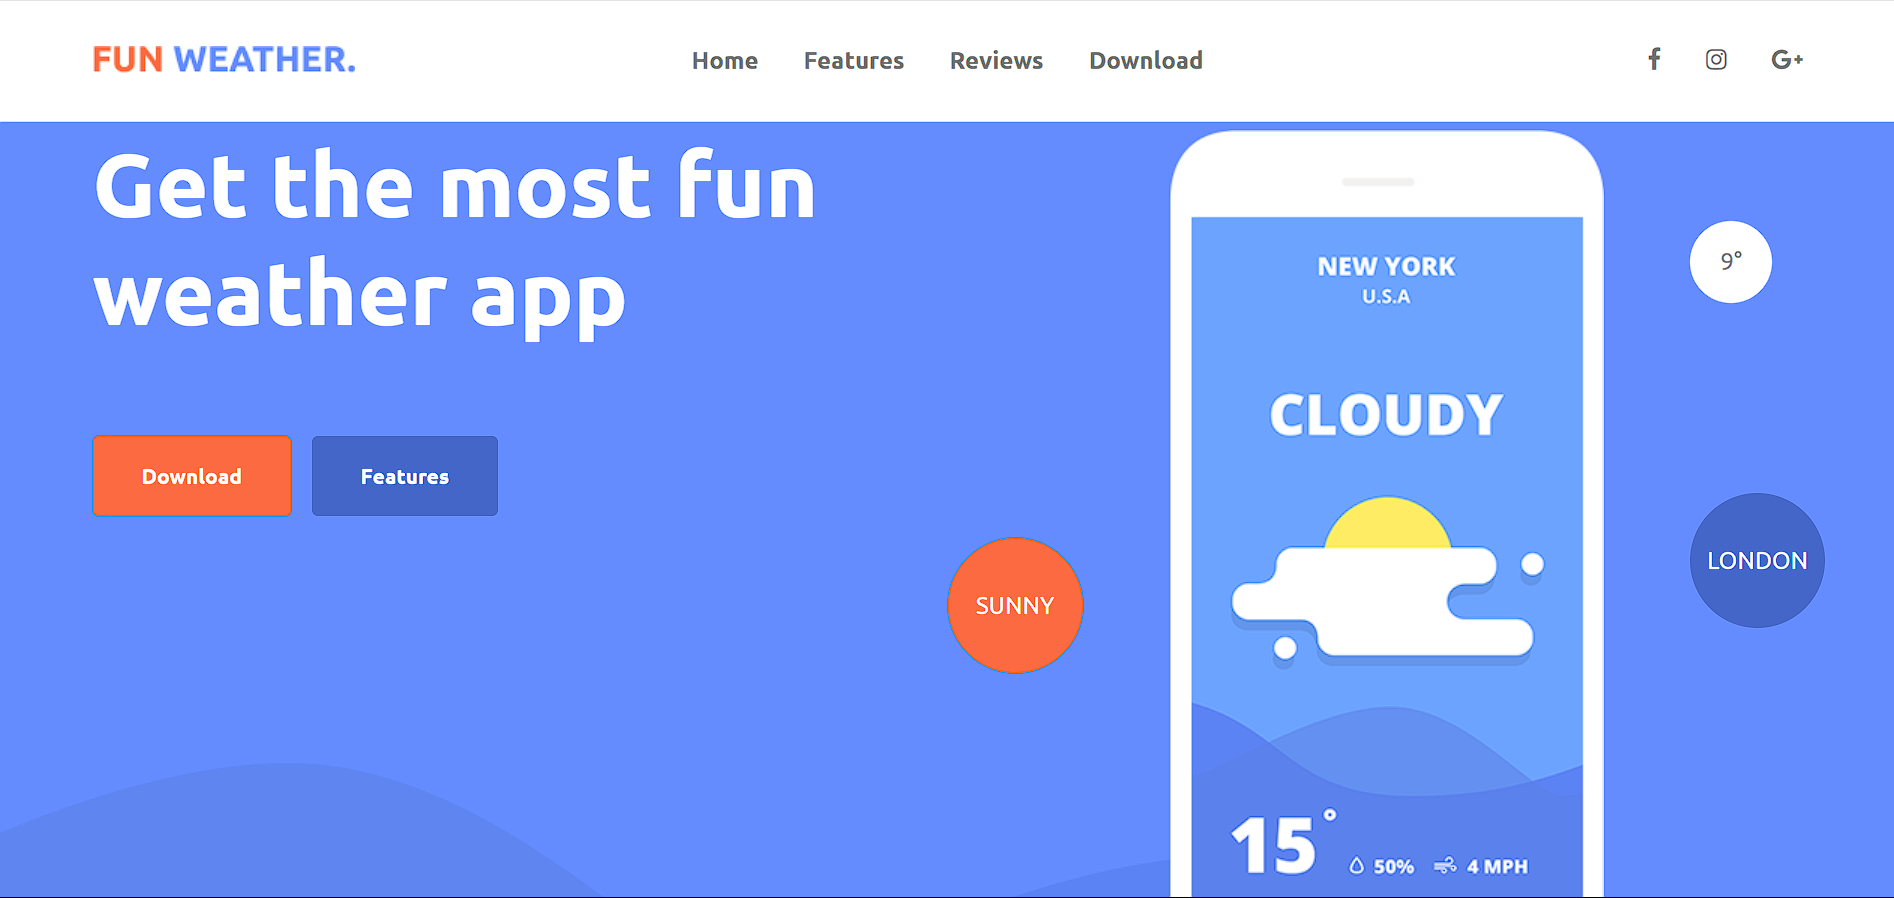 FUN WEATHER.
Home Features Reviews Download
G+
Get the most fun
weather app
Download Features
NEW YORK
U.S.A
CLOUDY
9°
SUNNY
LONDON
15°
50% 4 MPH